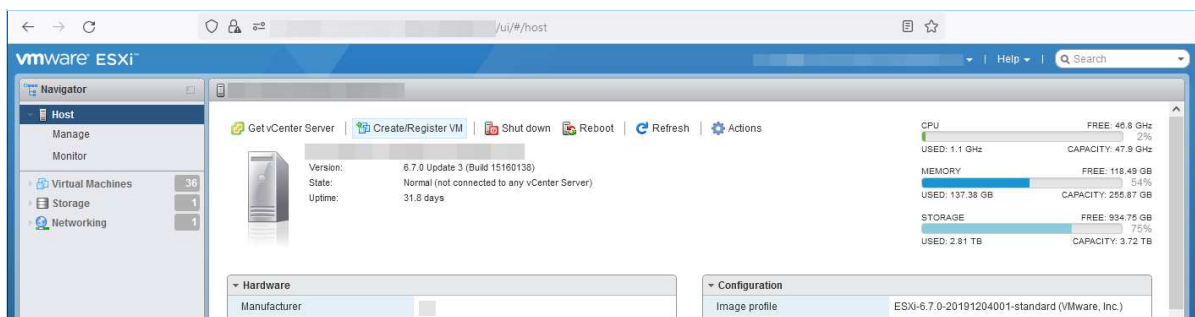 /ui/#/host
vmware ESXi™
Help
Search
Navigator
Host
Manage
Monitor
Virtual Machines 36
Storage 1
Networking 1
Get vCenter Server
Create/Register VM
Shut down
Reboot
Refresh
Actions
Version: 6.7.0 Update 3 (Build 15160138)
State: Normal (not connected to any vCenter Server)
Uptime: 31.8 days
CPU FREE: 46.8 GHz
2%
USED: 1.1 GHz CAPACITY: 47.9 GHz
MEMORY FREE: 118.49 GB
54%
USED: 137.38 GB CAPACITY: 255.87 GB
STORAGE FREE: 934.75 GB
75%
USED: 2.81 TB CAPACITY: 3.72 TB
Hardware
Manufacturer
Configuration
Image profile ESXi-6.7.0-20191204001-standard (VMware, Inc.)